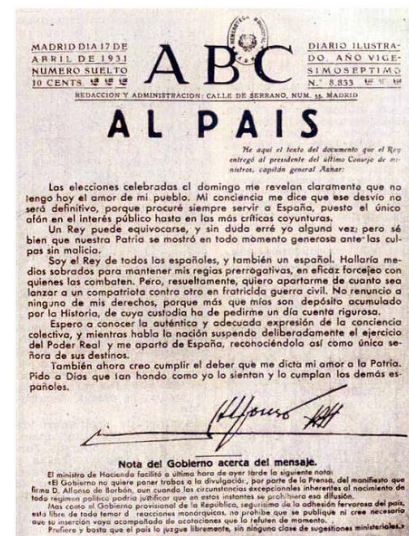 MADRID DIA 17 DE
ABRIL DE 1931
NUMERO SUELTO
10 CENTS.
ABC
DIARIO ILUSTRA-
DO. AÑO VIGE-
SIMOSEPTIMO
N.º 8.833
REDACCION Y ADMINISTRACION: CALLE DE SERRANO, NUM. 55, MADRID
AL PAIS
He aquí el texto del documento que el Rey
entregó al presidente del último Consejo de mi-
nistros, capitán general Aznar:
Las elecciones celebradas el domingo me revelan claramente que no
tengo hoy el amor de mi pueblo. Mi conciencia me dice que ese desvío no
será definitivo, porque procuré siempre servir a España, puesto el único
afán en el interés público hasta en las más críticas coyunturas.
Un Rey puede equivocarse, y sin duda erré yo alguna vez; pero sé
bien que nuestra Patria se mostró en todo momento generosa ante las cul-
pas sin malicia.
Soy el Rey de todos los españoles, y también un español. Hallaría me-
dios sobrados para mantener mis regias prerrogativas, en eficaz forcejeo con
quienes las combaten. Pero, resueltamente, quiero apartarme de cuanto sea
lanzar a un compatriota contra otro en fratricida guerra civil. No renuncio a
ninguno de mis derechos, porque más que míos son depósito acumulado
por la Historia, de cuya custodia ha de pedirme un día cuenta rigurosa.
Espero a conocer la auténtica y adecuada expresión de la conciencia
colectiva, y mientras habla la nación suspendo deliberadamente el ejercicio
del Poder Real y me aparto de España, reconociéndola así como única se-
ñora de sus destinos.
También ahora creo cumplir el deber que me dicta mi amor a la Patria.
Pido a Dios que tan hondo como yo lo sientan y lo cumplan los demás es-
pañoles.
Alfonso
Nota del Gobierno acerca del mensaje.
El ministro de Hacienda facilitó a última hora de ayer tarde la siguiente nota:
«El Gobierno no quiere poner trabas a la divulgación, por parte de la Prensa, del manifiesto que
firma D. Alfonso de Borbón, aun cuando las circunstancias excepcionales inherentes al nacimiento de
todo régimen político podría justificar que en estos instantes se prohibiera esa difusión.
Mas como el Gobierno provisional de la República, segurísimo de la adhesión fervorosa del país,
está libre de todo temor de reacciones monárquicas, no prohíbe que se publique ni cree necesario
que su inserción vaya acompañada de acotaciones que lo refuten de momento.
Prefiere y basta que el país lo juzgue libremente, sin ninguna clase de sugestiones ministeriales.»